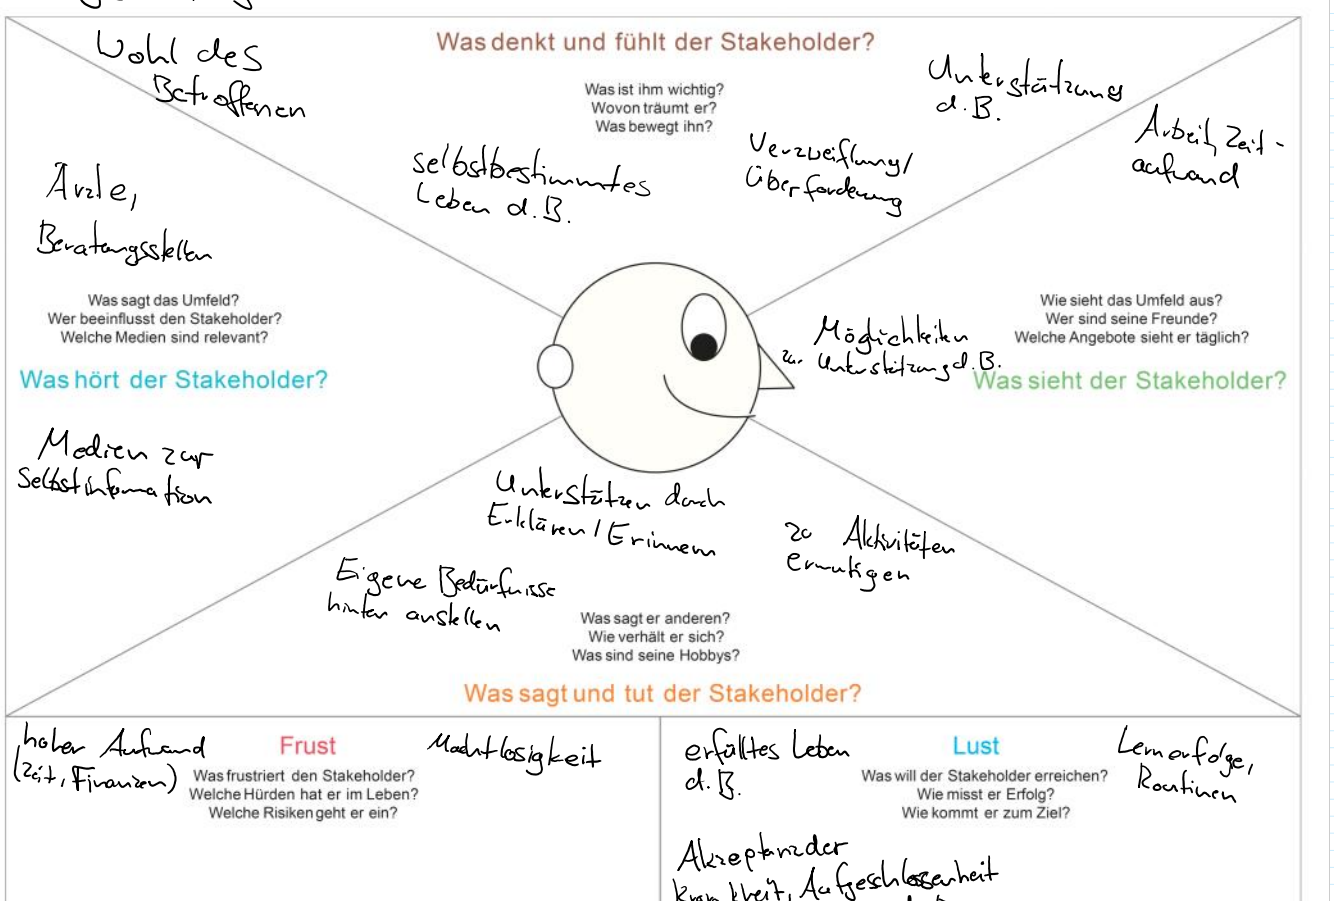 Was denkt und fühlt der Stakeholder?
Was ist ihm wichtig?
Wovon träumt er?
Was bewegt ihn?
Wohl des
Betroffenen
selbstbestimmtes
Leben d.B.
Verzweiflung/
Überforderung
Unterstützung
d.B.
Arbeit, Zeit-
aufwand
Ärzte,
Beratungsstellen
Was sagt das Umfeld?
Wer beeinflusst den Stakeholder?
Welche Medien sind relevant?
Was hört der Stakeholder?
Medien zur
Selbstinformation
Möglichkeiten
zur Unterstützung d.B.
Wie sieht das Umfeld aus?
Wer sind seine Freunde?
Welche Angebote sieht er täglich?
Was sieht der Stakeholder?
Unterstützen durch
Erklären / Erinnern
zu Aktivitäten
ermutigen
Eigene Bedürfnisse
hinten anstellen
Was sagt er anderen?
Wie verhält er sich?
Was sind seine Hobbys?
Was sagt und tut der Stakeholder?
hoher Aufwand
(Zeit, Finanzen)
Frust
Was frustriert den Stakeholder?
Welche Hürden hat er im Leben?
Welche Risiken geht er ein?
Machtlosigkeit
erfülltes Leben
d.B.
Lust
Was will der Stakeholder erreichen?
Wie misst er Erfolg?
Wie kommt er zum Ziel?
Lernerfolge,
Routinen
Akzeptanz der
Krankheit, Aufgeschlossenheit